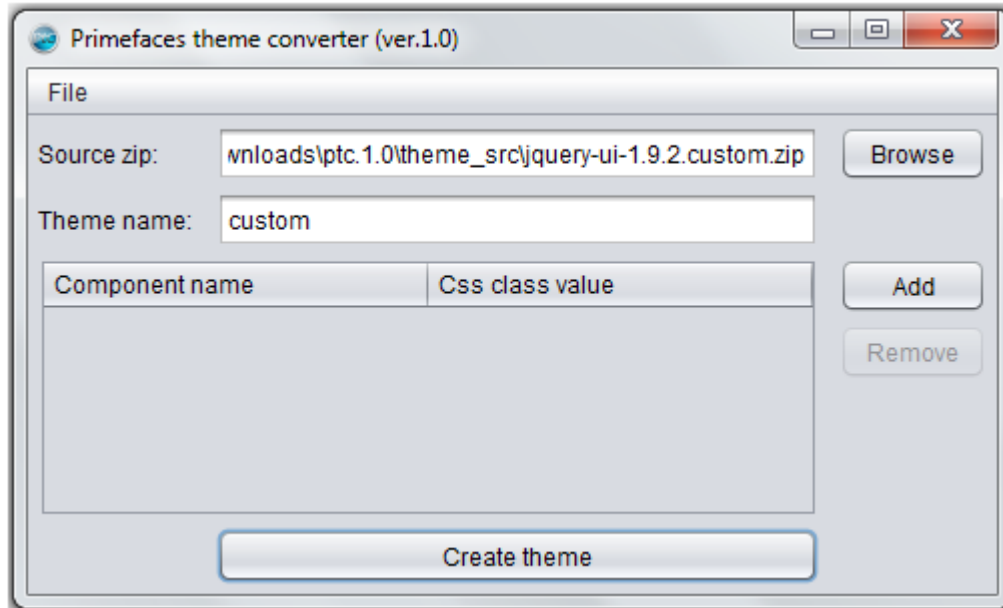 Primefaces theme converter (ver.1.0)
File
Source zip: wnloads\ptc.1.0\theme_src\jquery-ui-1.9.2.custom.zip Browse
Theme name: custom
Component name Css class value Add
Remove
Create theme